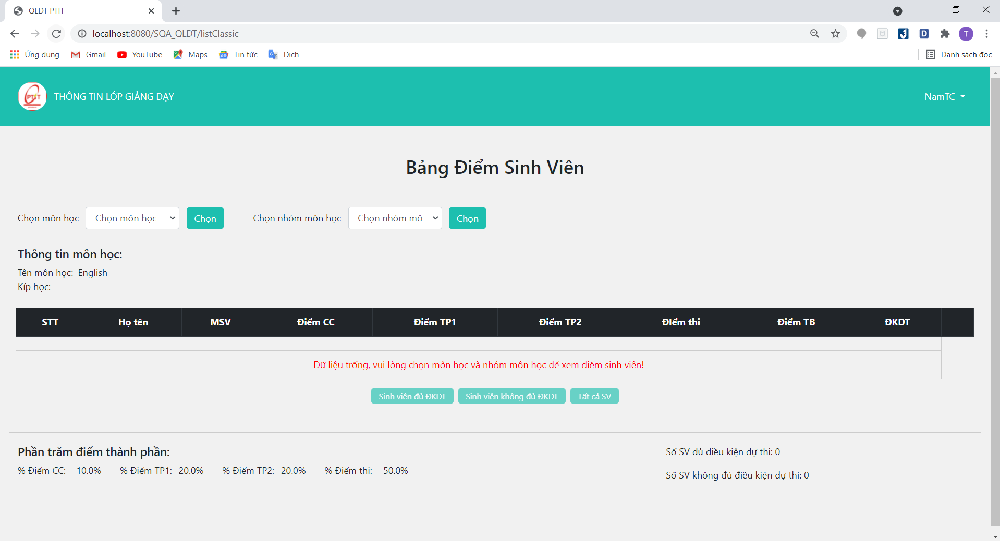 QLDT PTIT
localhost:8080/SQA_QLDT/listClassic
T
Ứng dụng Gmail YouTube Maps Tin tức Dịch Danh sách đọc
PTIT THÔNG TIN LỚP GIẢNG DẠY NamTC
Bảng Điểm Sinh Viên
Chọn môn học Chọn môn học Chọn Chọn nhóm môn học Chọn nhóm mô Chọn
Thông tin môn học:
Tên môn học: English
Kíp học:
STT Họ tên MSV Điểm CC Điểm TP1 Điểm TP2 ĐIểm thi Điểm TB ĐKDT
Dữ liệu trống, vui lòng chọn môn học và nhóm môn học để xem điểm sinh viên!
Sinh viên đủ ĐKDT Sinh viên không đủ ĐKDT Tất cả SV
Phần trăm điểm thành phần: Số SV đủ điều kiện dự thi: 0
% Điểm CC: 10.0% % Điểm TP1: 20.0% % Điểm TP2: 20.0% % Điểm thi: 50.0%
Số SV không đủ điều kiện dự thi: 0